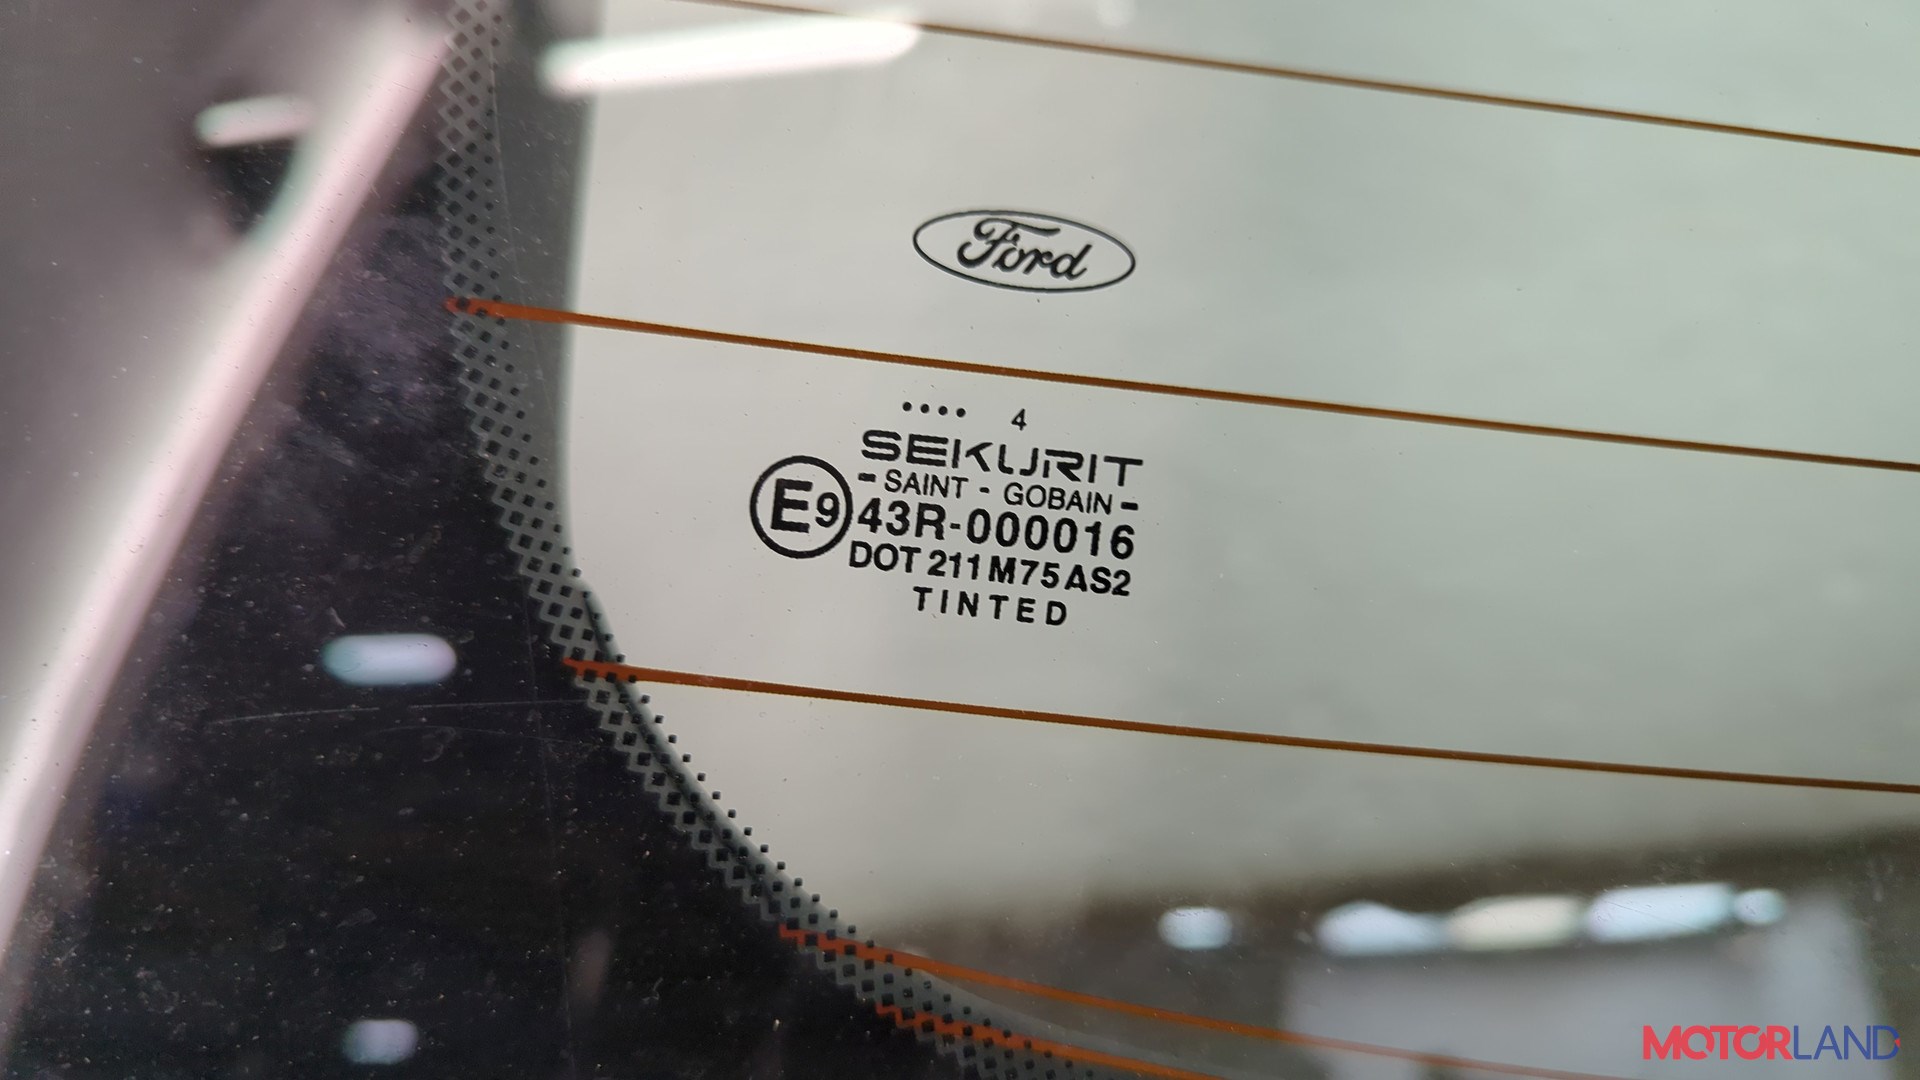 Ford
.... 4
SEKURIT
- SAINT - GOBAIN -
E9 43R-000016
DOT 211 M75 AS2
TINTED
MOTORLAND